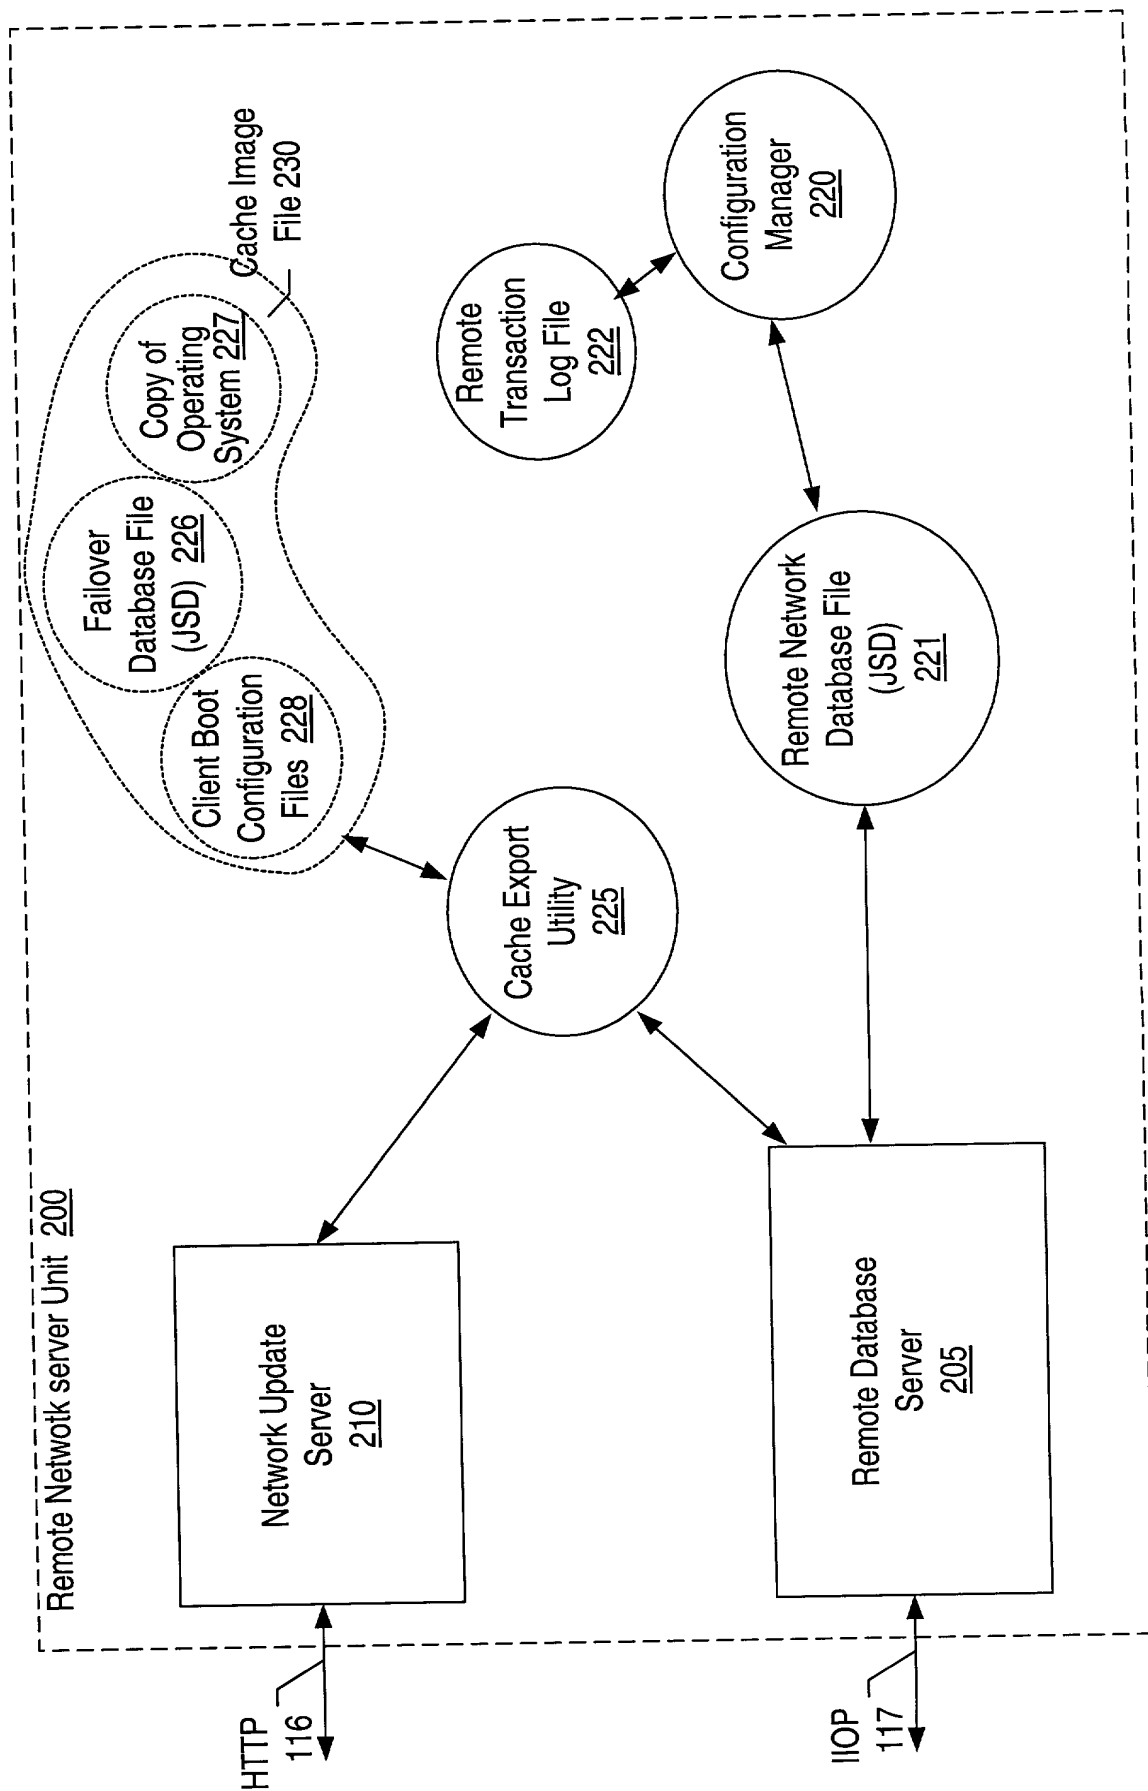 Remote Netwotk server Unit 200
HTTP
116
Network Update
Server
210
IIOP
117
Remote Database
Server
205
Cache Export
Utility
225
Client Boot
Configuration
Files 228
Failover
Database File
(JSD) 226
Copy of
Operating
System 227
Cache Image
File 230
Remote Network
Database File
(JSD)
221
Remote
Transaction
Log File
222
Configuration
Manager
220